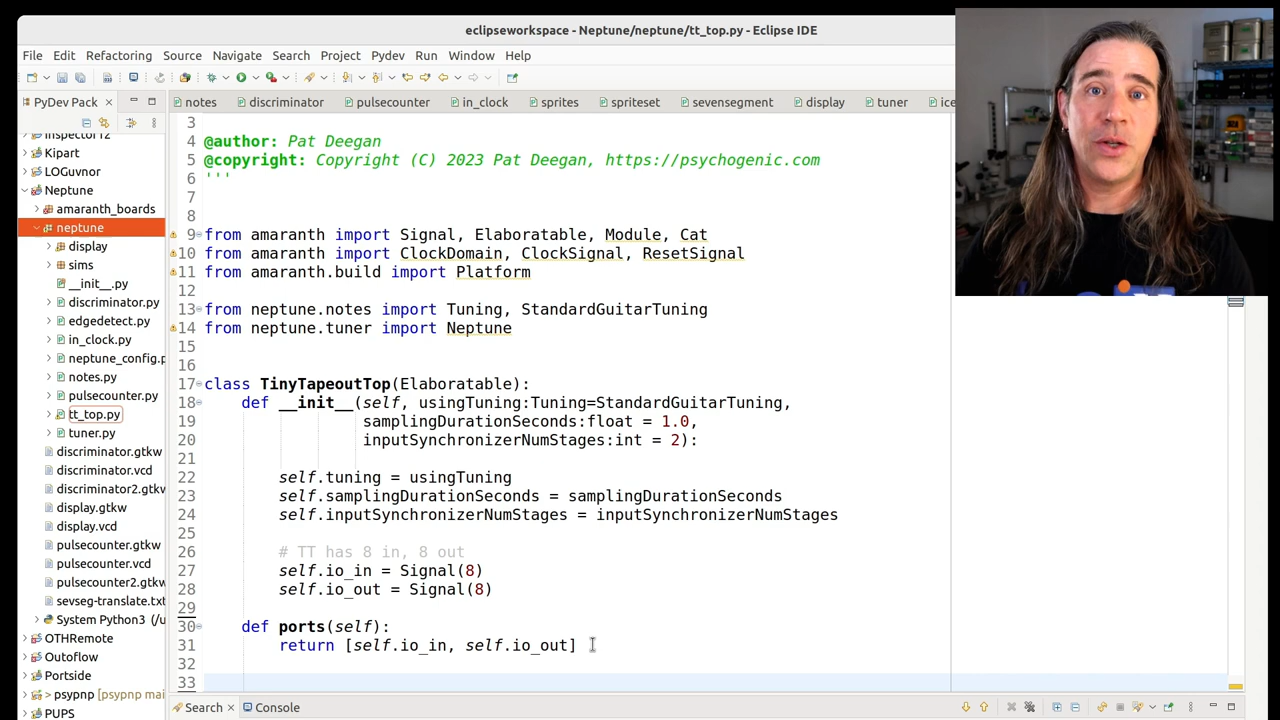 eclipseworkspace - Neptune/neptune/tt_top.py - Eclipse IDE
File Edit Refactoring Source Navigate Search Project Pydev Run Window Help
PyDev Pack
notes discriminator pulsecounter in_clock sprites spriteset sevensegment display tuner ice
Inspector12
Kipart
LOGuvnor
Neptune
amaranth_boards
neptune
display
sims
__init__.py
discriminator.py
edgedetect.py
in_clock.py
neptune_config.p
notes.py
pulsecounter.py
tt_top.py
tuner.py
discriminator.gtkw
discriminator.vcd
discriminator2.gtkw
display.gtkw
display.vcd
pulsecounter.gtkw
pulsecounter.vcd
pulsecounter2.gtkw
sevseg-translate.txt
System Python3 (/u
OTHRemote
Outoflow
Portside
> psypnp [psypnp mai
PUPS
3
4 @author: Pat Deegan
5 @copyright: Copyright (C) 2023 Pat Deegan, https://psychogenic.com
6 '''
7
8
9 from amaranth import Signal, Elaboratable, Module, Cat
10 from amaranth import ClockDomain, ClockSignal, ResetSignal
11 from amaranth.build import Platform
12
13 from neptune.notes import Tuning, StandardGuitarTuning
14 from neptune.tuner import Neptune
15
16
17 class TinyTapeoutTop(Elaboratable):
18 def __init__(self, usingTuning:Tuning=StandardGuitarTuning,
19 samplingDurationSeconds:float = 1.0,
20 inputSynchronizerNumStages:int = 2):
21
22 self.tuning = usingTuning
23 self.samplingDurationSeconds = samplingDurationSeconds
24 self.inputSynchronizerNumStages = inputSynchronizerNumStages
25
26 # TT has 8 in, 8 out
27 self.io_in = Signal(8)
28 self.io_out = Signal(8)
29
30 def ports(self):
31 return [self.io_in, self.io_out]
32
33
Search Console